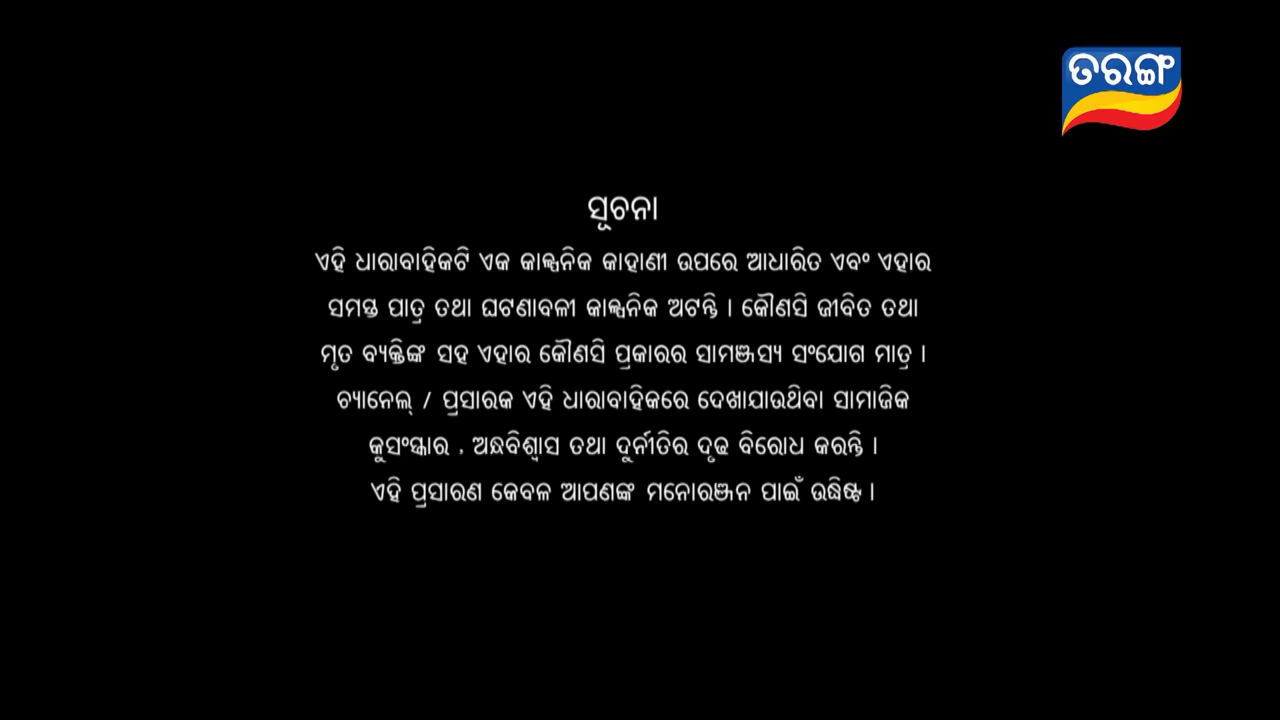 ତରଙ୍ଗ
ସୂଚନା
ଏହି ଧାରାବାହିକଟି ଏକ କାଳ୍ପନିକ କାହାଣୀ ଉପରେ ଆଧାରିତ ଏବଂ ଏହାର
ସମସ୍ତ ପାତ୍ର ତଥା ଘଟଣାବଳୀ କାଳ୍ପନିକ ଅଟନ୍ତି । କୌଣସି ଜୀବିତ ତଥା
ମୃତ ବ୍ୟକ୍ତିଙ୍କ ସହ ଏହାର କୌଣସି ପ୍ରକାରର ସାମଞ୍ଜସ୍ୟ ସଂଯୋଗ ମାତ୍ର ।
ଚ୍ୟାନେଲ୍ / ପ୍ରସାରକ ଏହି ଧାରାବାହିକରେ ଦେଖାଯାଉଥିବା ସାମାଜିକ
କୁସଂସ୍କାର , ଅନ୍ଧବିଶ୍ୱାସ ତଥା ଦୁର୍ନୀତିର ଦୃଢ ବିରୋଧ କରନ୍ତି ।
ଏହି ପ୍ରସାରଣ କେବଳ ଆପଣଙ୍କ ମନୋରଞ୍ଜନ ପାଇଁ ଉଦ୍ଧିଷ୍ଟ ।